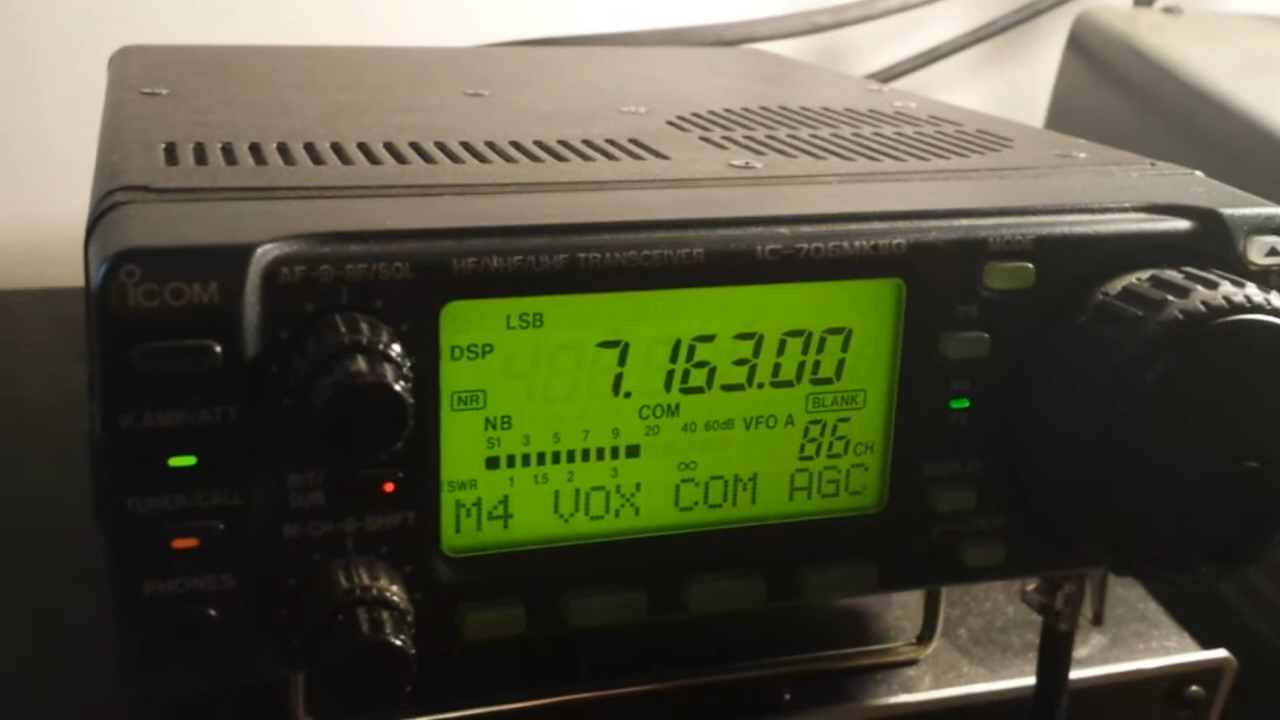 ICOM
AF-⊙-RF/SQL
HF/VHF/UHF TRANSCEIVER
IC-706MKIIG
MODE
TS
LSB
DSP
7.163.00
NR
NB
COM
BLANK
S1 3 5 7 9 20 40 60dB VFO A
86 CH
SWR 1 1.5 2 3 ∞
M4 VOX COM AGC
P.AMP/ATT
TUNER/CALL
PHONES
RIT/
SUB
M-CH-⊙-SHIFT
DISPLAY